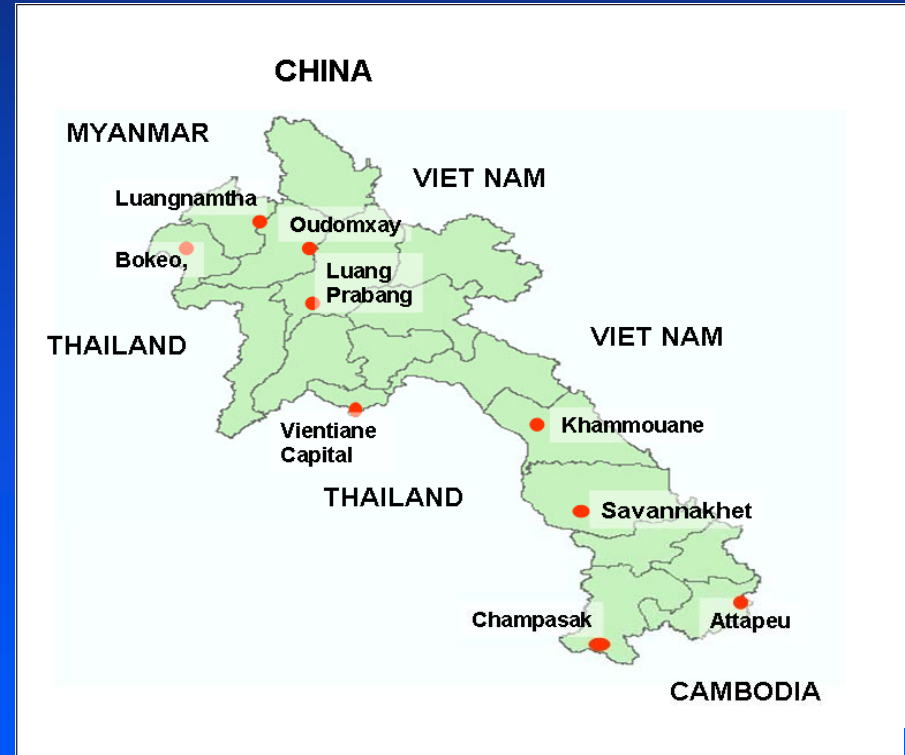 CHINA
MYANMAR
VIET NAM
Luangnamtha
Oudomxay
Bokeo,
Luang
Prabang
THAILAND
VIET NAM
Khammouane
Vientiane
Capital
THAILAND
Savannakhet
Champasak
Attapeu
CAMBODIA